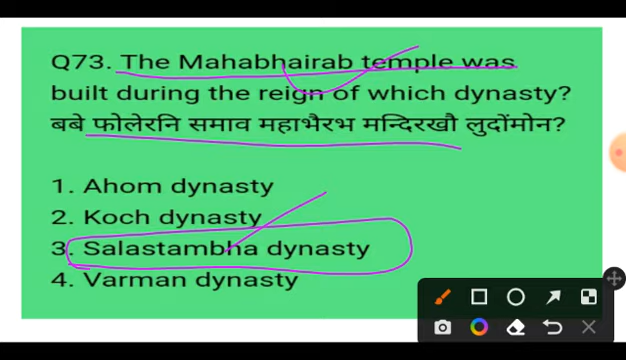 Q73. The Mahabhairab temple was
built during the reign of which dynasty?
बबे फोलेरनि समाव महाभैरभ मन्दिरखौ लुदोंमोन?
1. Ahom dynasty
2. Koch dynasty
3. Salastambha dynasty
4. Varman dynasty